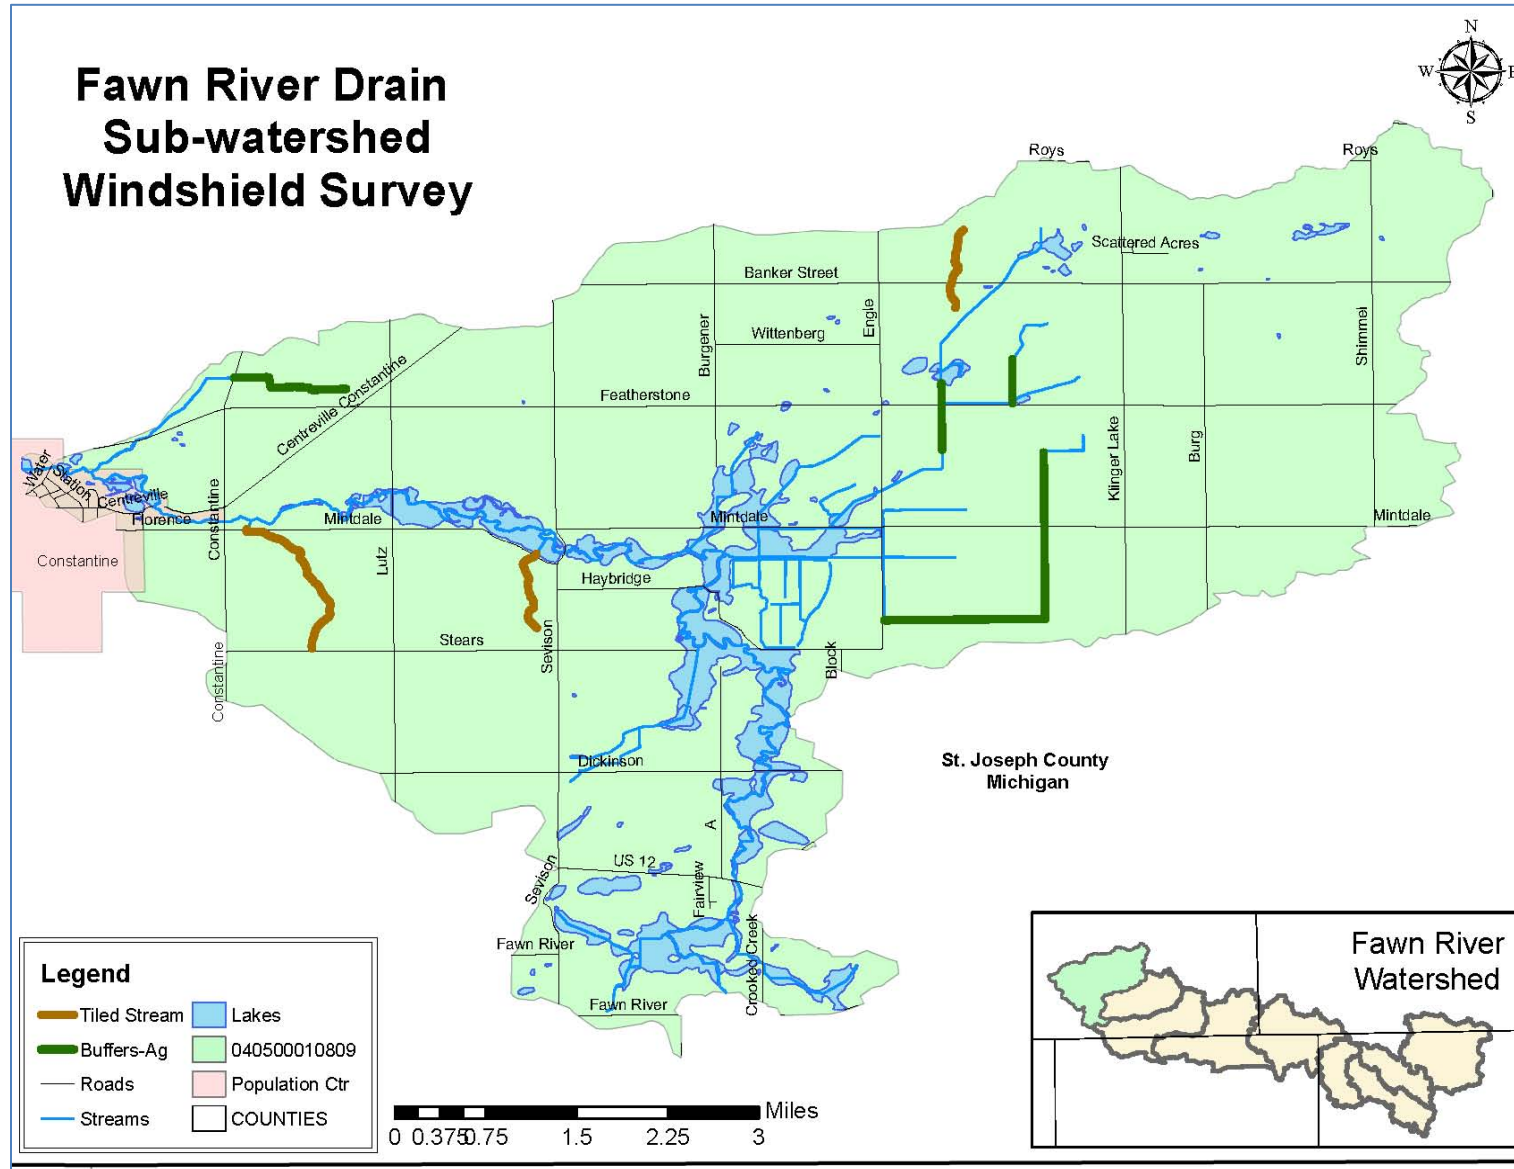 Fawn River Drain
Sub-watershed
Windshield Survey
N
W
E
S
Roys
Roys
Scattered Acres
Banker Street
Burgener
Engle
Wittenberg
Shimmel
Centreville Constantine
Featherstone
Klinger Lake
Burg
Water
Station
Centreville
Florence
Constantine
Mintdale
Mintdale
Mintdale
Constantine
Lutz
Haybridge
Sevison
Stears
Block
Constantine
Dickinson
St. Joseph County
Michigan
A
US 12
Sevison
Fairview
Crooked Creek
Fawn River
Fawn River
Legend
Tiled Stream
Lakes
Buffers-Ag
040500010809
Roads
Population Ctr
Streams
COUNTIES
Miles
0 0.375 0.75 1.5 2.25 3
Fawn River
Watershed